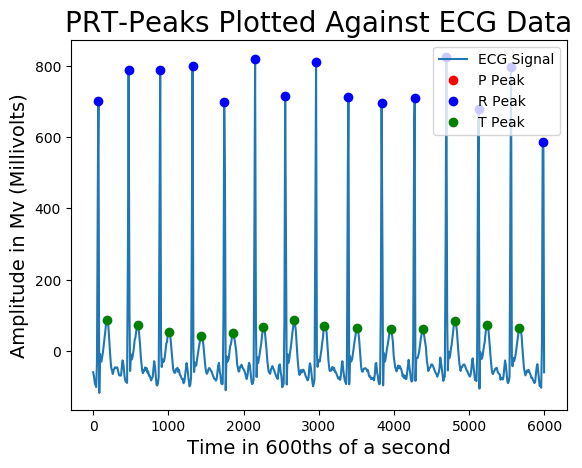 PRT-Peaks Plotted Against ECG Data
Amplitude in Mv (Millivolts)
800
600
400
200
0
ECG Signal
P Peak
R Peak
T Peak
0 1000 2000 3000 4000 5000 6000
Time in 600ths of a second